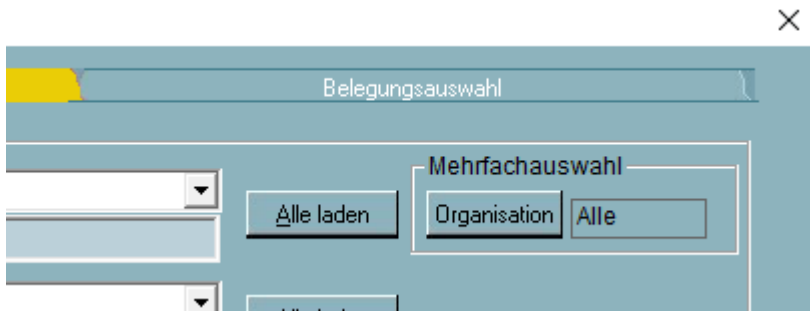 Belegungsauswahl
Mehrfachauswahl
Alle laden
Organisation
Alle